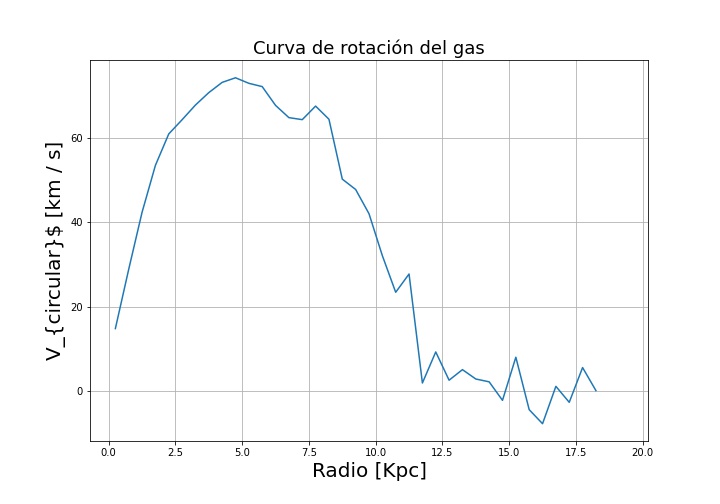 Curva de rotación del gas
V_{circular}$ [km / s]
60
40
20
0
0.0 2.5 5.0 7.5 10.0 12.5 15.0 17.5 20.0
Radio [Kpc]